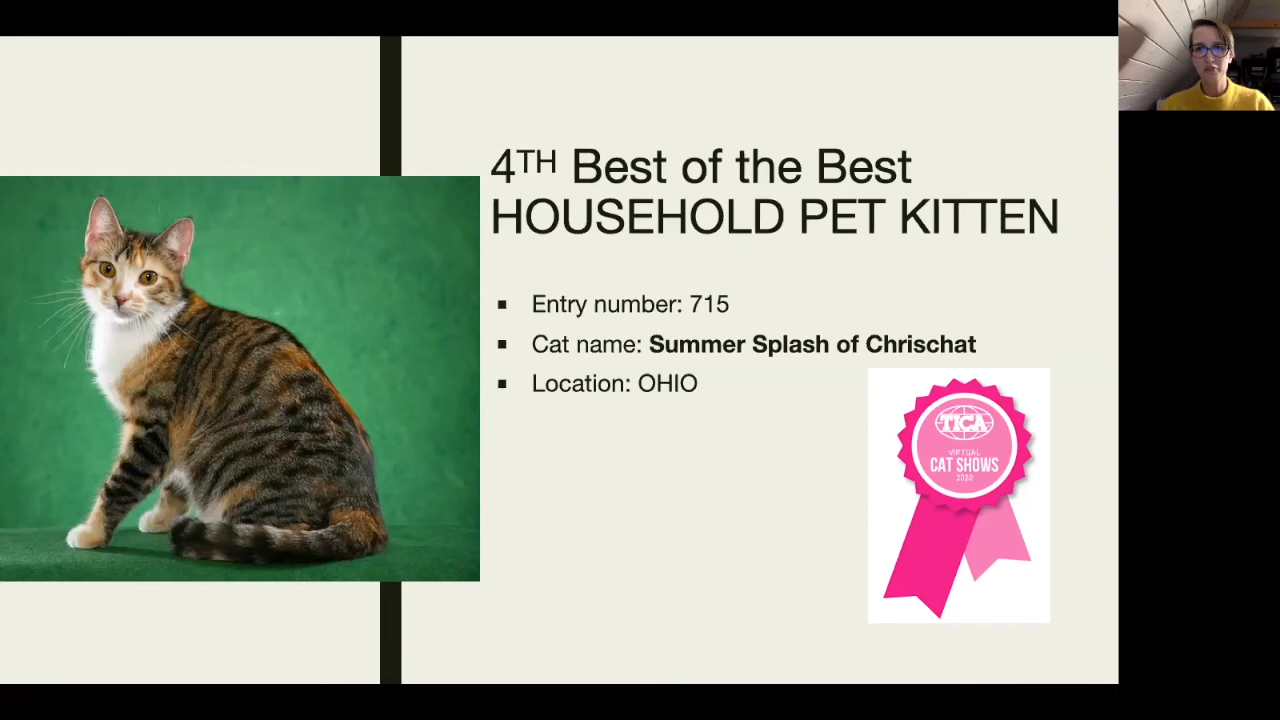 4TH Best of the Best
HOUSEHOLD PET KITTEN
▪ Entry number: 715
▪ Cat name: Summer Splash of Chrischat
▪ Location: OHIO
TICA
VIRTUAL
CAT SHOWS
2020